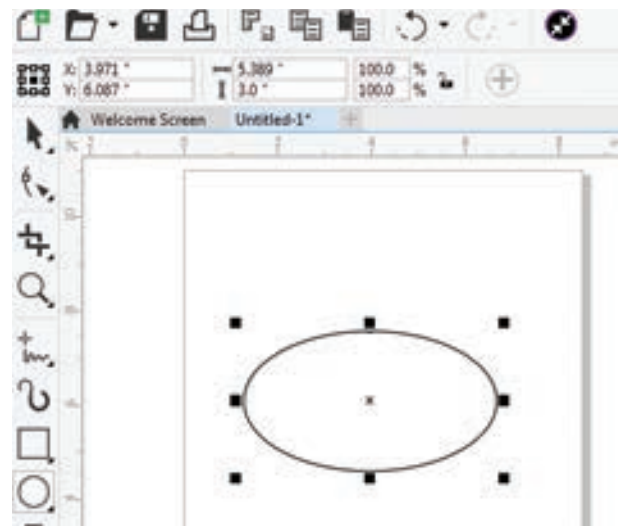 X: 3.971 " 5.389 " 100.0 %
Y: 6.087 " 3.0 " 100.0 %
Welcome Screen Untitled-1*